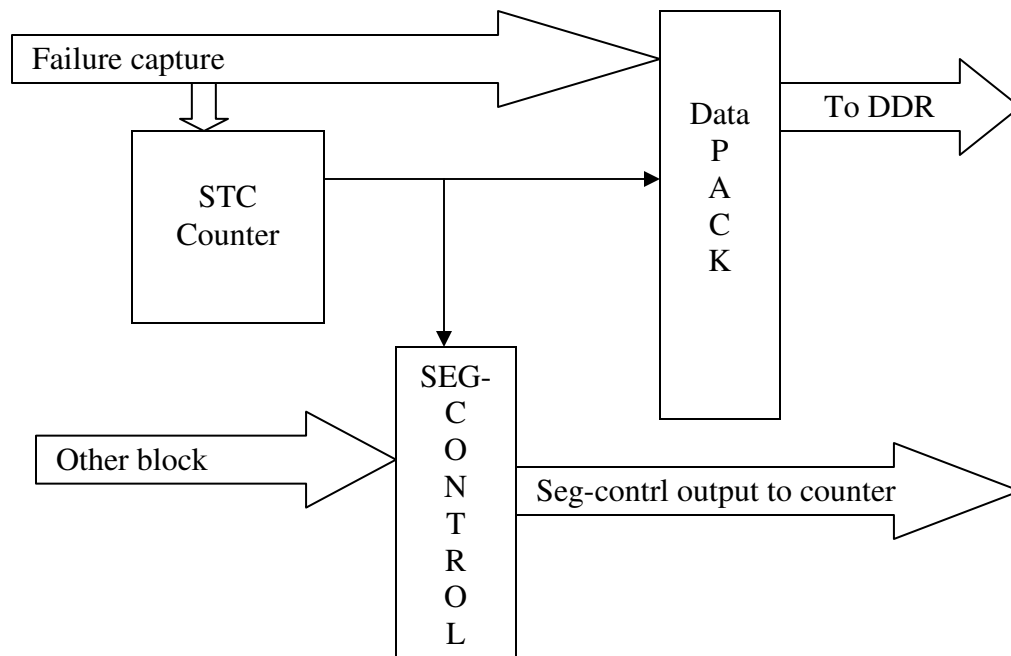 Failure capture
To DDR
Data
P
A
C
K
STC
Counter
SEG-
C
O
N
T
R
O
L
Other block
Seg-contrl output to counter